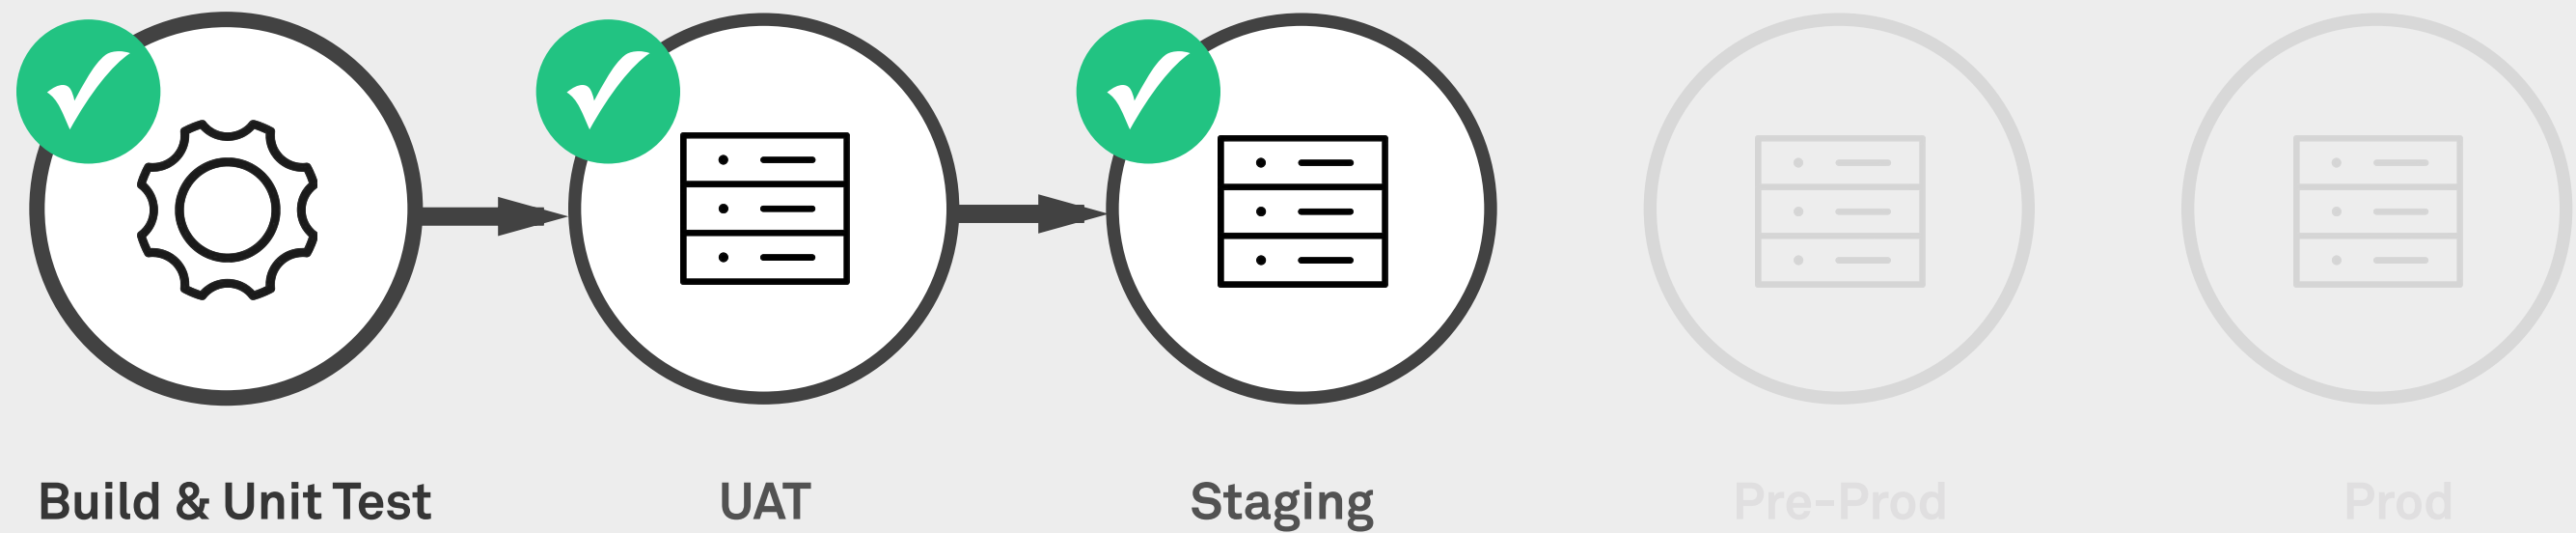 Build & Unit Test
UAT
Staging
Pre-Prod
Prod